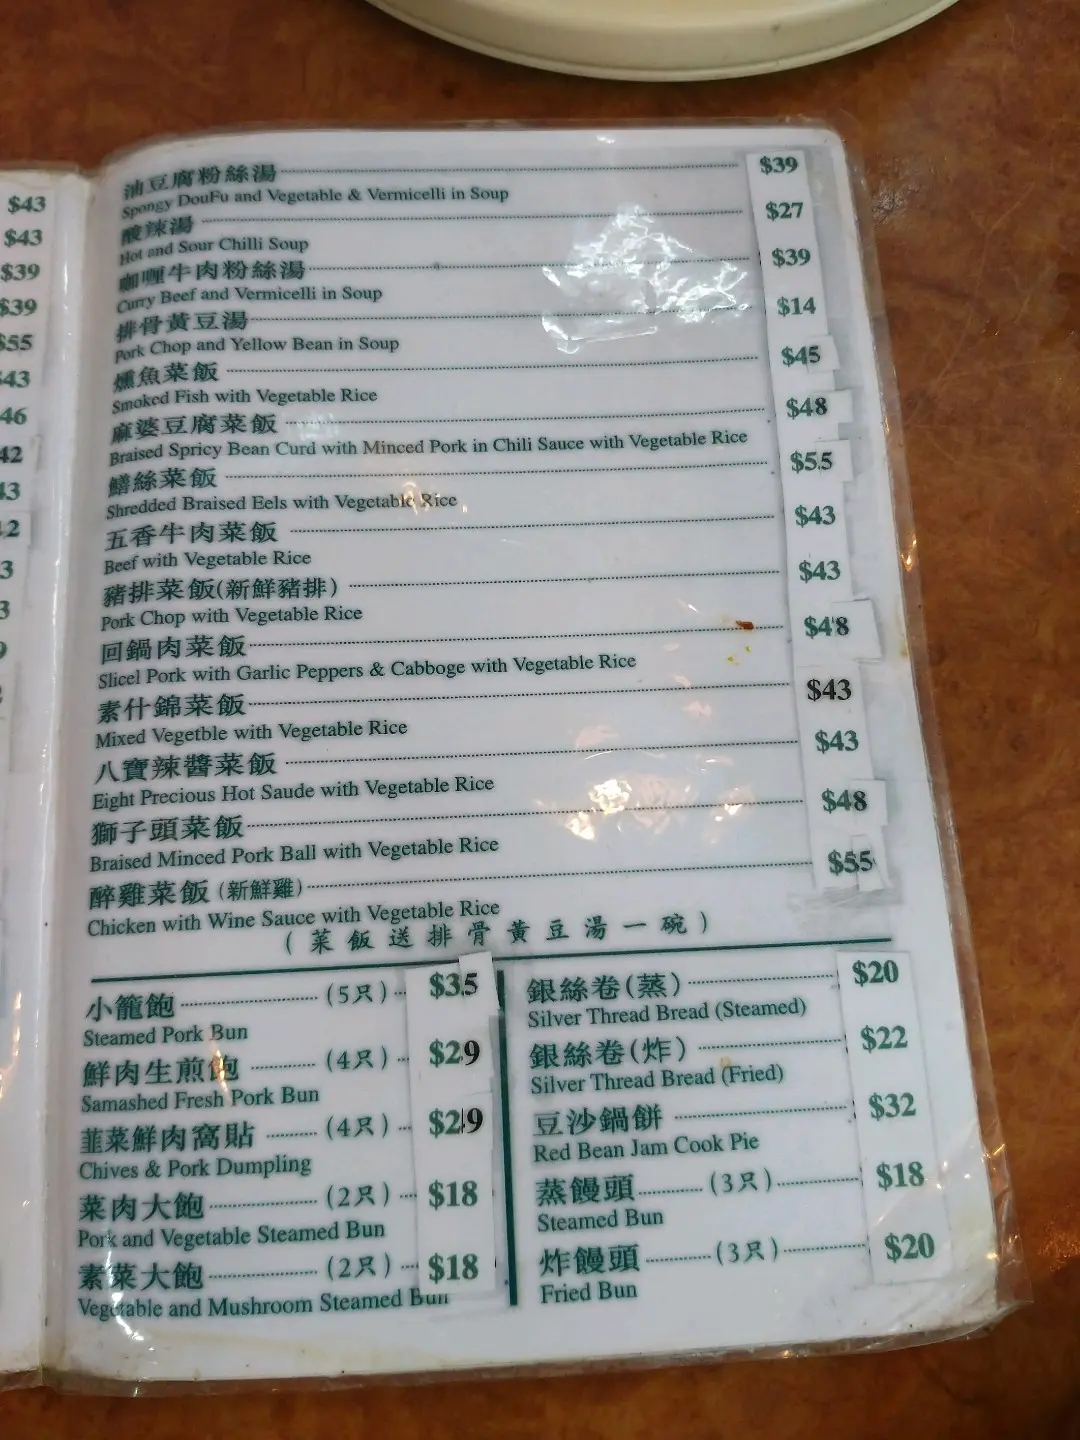 $43
$43
$39
$39
$55
43
46
42
油豆腐粉絲湯 $39
Spongy DouFu and Vegetable & Vermicelli in Soup
酸辣湯 $27
Hot and Sour Chilli Soup
咖喱牛肉粉絲湯 $39
Curry Beef and Vermicelli in Soup
排骨黃豆湯 $14
Pork Chop and Yellow Bean in Soup
燻魚菜飯 $45
Smoked Fish with Vegetable Rice
麻婆豆腐菜飯 $48
Braised Spricy Bean Curd with Minced Pork in Chili Sauce with Vegetable Rice
鱔絲菜飯 $55
Shredded Braised Eels with Vegetable Rice
五香牛肉菜飯 $43
Beef with Vegetable Rice
豬排菜飯(新鮮豬排) $43
Pork Chop with Vegetable Rice
回鍋肉菜飯 $48
Slicel Pork with Garlic Peppers & Cabboge with Vegetable Rice
素什錦菜飯 $43
Mixed Vegetble with Vegetable Rice
八寶辣醬菜飯 $43
Eight Precious Hot Saude with Vegetable Rice
獅子頭菜飯 $48
Braised Minced Pork Ball with Vegetable Rice
醉雞菜飯(新鮮雞) $55
Chicken with Wine Sauce with Vegetable Rice
(菜飯送排骨黃豆湯一碗)
小籠飽 (5只) $35
Steamed Pork Bun
鮮肉生煎飽 (4只) $29
Samashed Fresh Pork Bun
韮菜鮮肉窩貼 (4只) $29
Chives & Pork Dumpling
菜肉大飽 (2只) $18
Pork and Vegetable Steamed Bun
素菜大飽 (2只) $18
Vegetable and Mushroom Steamed Bun
銀絲卷(蒸) $20
Silver Thread Bread (Steamed)
銀絲卷(炸) $22
Silver Thread Bread (Fried)
豆沙鍋餅 $32
Red Bean Jam Cook Pie
蒸饅頭 (3只) $18
Steamed Bun
炸饅頭 (3只) $20
Fried Bun